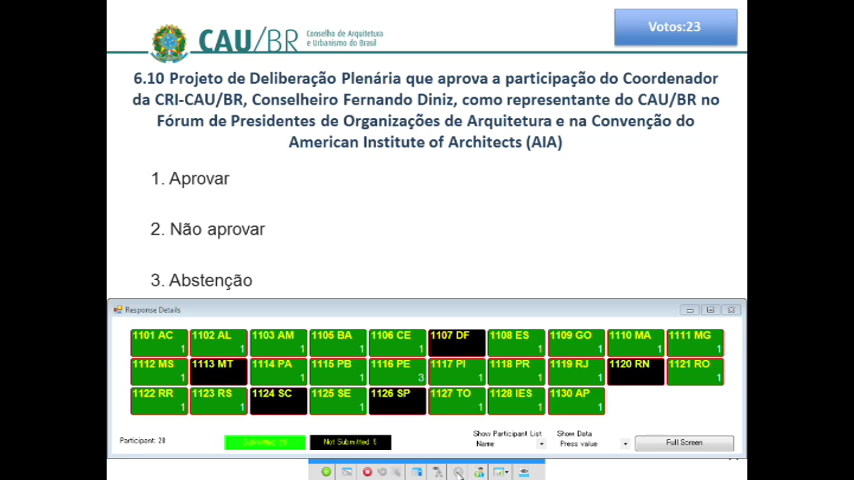 Votos:23
CAU/BR
Conselho de Arquitetura
e Urbanismo do Brasil
6.10 Projeto de Deliberação Plenária que aprova a participação do Coordenador
da CRI-CAU/BR, Conselheiro Fernando Diniz, como representante do CAU/BR no
Fórum de Presidentes de Organizações de Arquitetura e na Convenção do
American Institute of Architects (AIA)
1. Aprovar
2. Não aprovar
3. Abstenção
Response Details
1101 AC 1102 AL 1103 AM 1105 BA 1106 CE 1107 DF 1108 ES 1109 GO 1110 MA 1111 MG
1 1 1 1 1 1 1 1 1
1112 MS 1113 MT 1114 PA 1115 PB 1116 PE 1117 PI 1118 PR 1119 RJ 1120 RN 1121 RO
1 1 1 3 1 1 1 1
1122 RR 1123 RS 1124 SC 1125 SE 1126 SP 1127 TO 1128 IES 1130 AP
1 1 1 1 1 1
Show Participant List Show Data
Participant: 28 Not Submitted: 5 Name Press value Full Screen